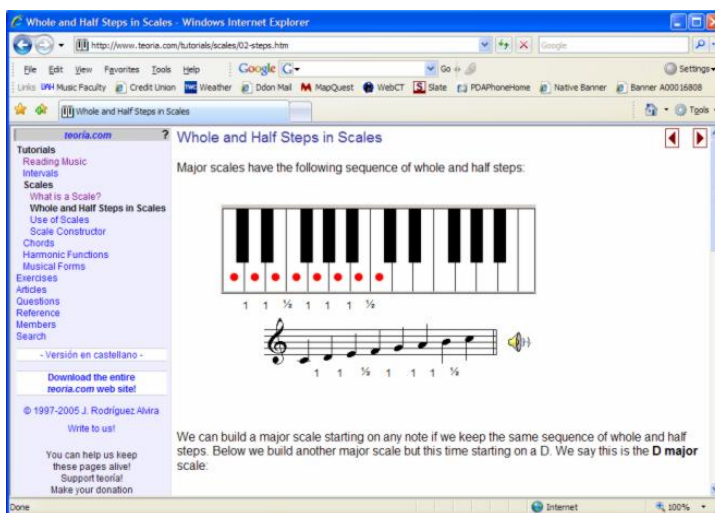 Whole and Half Steps in Scales - Windows Internet Explorer
http://www.teoria.com/tutorials/scales/02-steps.htm
Google
File Edit View Favorites Tools Help Google G Go Settings
Links UAH Music Faculty Credit Union TWC Weather Ddon Mail MapQuest WebCT S Slate PDAPhoneHome Native Banner Banner A00016808
Whole and Half Steps in Scales Tools
teoria.com ?
Tutorials
Reading Music
Intervals
Scales
What is a Scale?
Whole and Half Steps in Scales
Use of Scales
Scale Constructor
Chords
Harmonic Functions
Musical Forms
Exercises
Articles
Questions
Reference
Members
Search
- Versión en castellano -
Download the entire
teoria.com web site!
© 1997-2005 J. Rodríguez Alvira
Write to us!
You can help us keep
these pages alive!
Support teoría!
Make your donation
Whole and Half Steps in Scales
Major scales have the following sequence of whole and half steps:
1 1 ½ 1 1 1 ½
1 1 ½ 1 1 1 ½
We can build a major scale starting on any note if we keep the same sequence of whole and half
steps. Below we build another major scale but this time starting on a D. We say this is the D major
scale:
Done Internet 100%